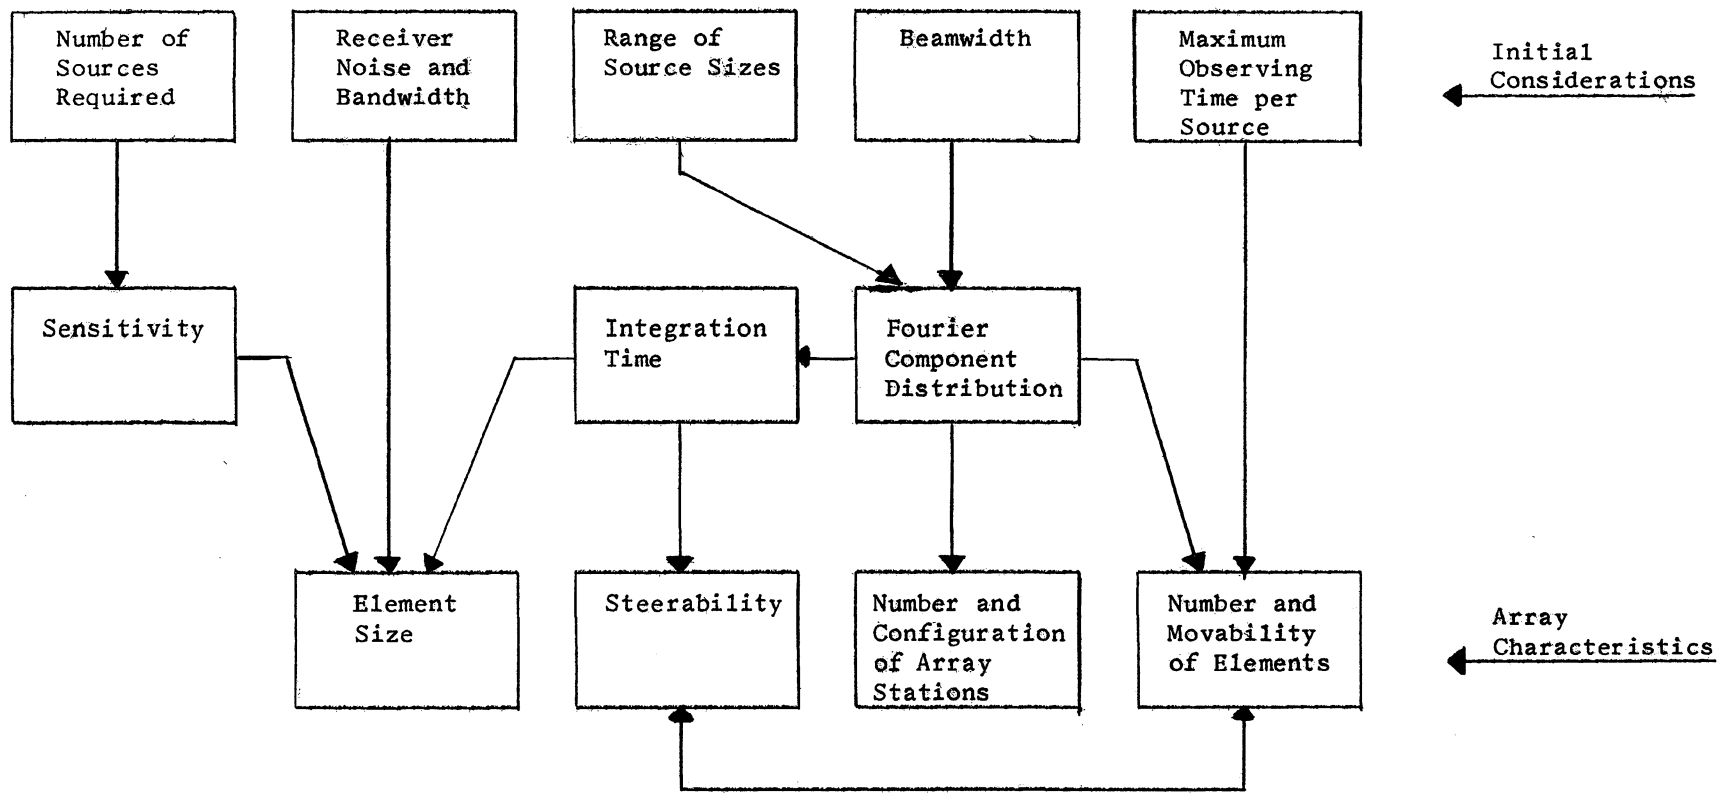 Number of
Sources
Required
Receiver
Noise and
Bandwidth
Range of
Source Sizes
Beamwidth
Maximum
Observing
Time per
Source
Initial
Considerations
Sensitivity
Integration
Time
Fourier
Component
Distribution
Element
Size
Steerability
Number and
Configuration
of Array
Stations
Number and
Movability
of Elements
Array
Characteristics